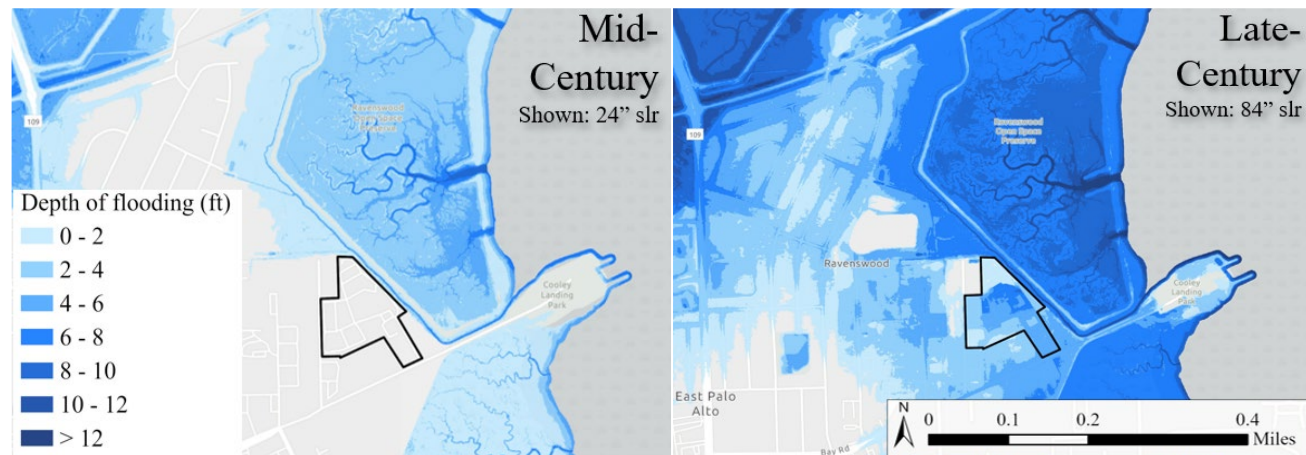 Mid-
Century
Shown: 24” slr
109
Ravenswood
Open Space
Preserve
Depth of flooding (ft)
0 - 2
2 - 4
4 - 6
6 - 8
8 - 10
10 - 12
> 12
Cooley
Landing
Park
Late-
Century
Shown: 84” slr
109
Ravenswood
Open Space
Preserve
Ravenswood
Cooley
Landing
Park
East Palo
Alto
Bay Rd
N
0 0.1 0.2 0.4
Miles